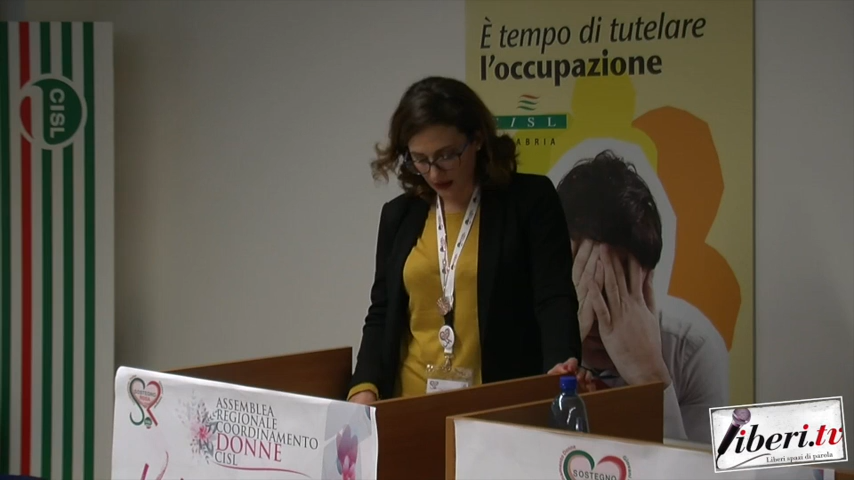 È tempo di tutelare
l'occupazione
CISL
CISL
ABRIA
ASSEMBLEA
REGIONALE
COORDINAMENTO
DONNE
CISL
SOSTEGNO
SOSTEGNO
liberi.tv
Liberi spazi di parola